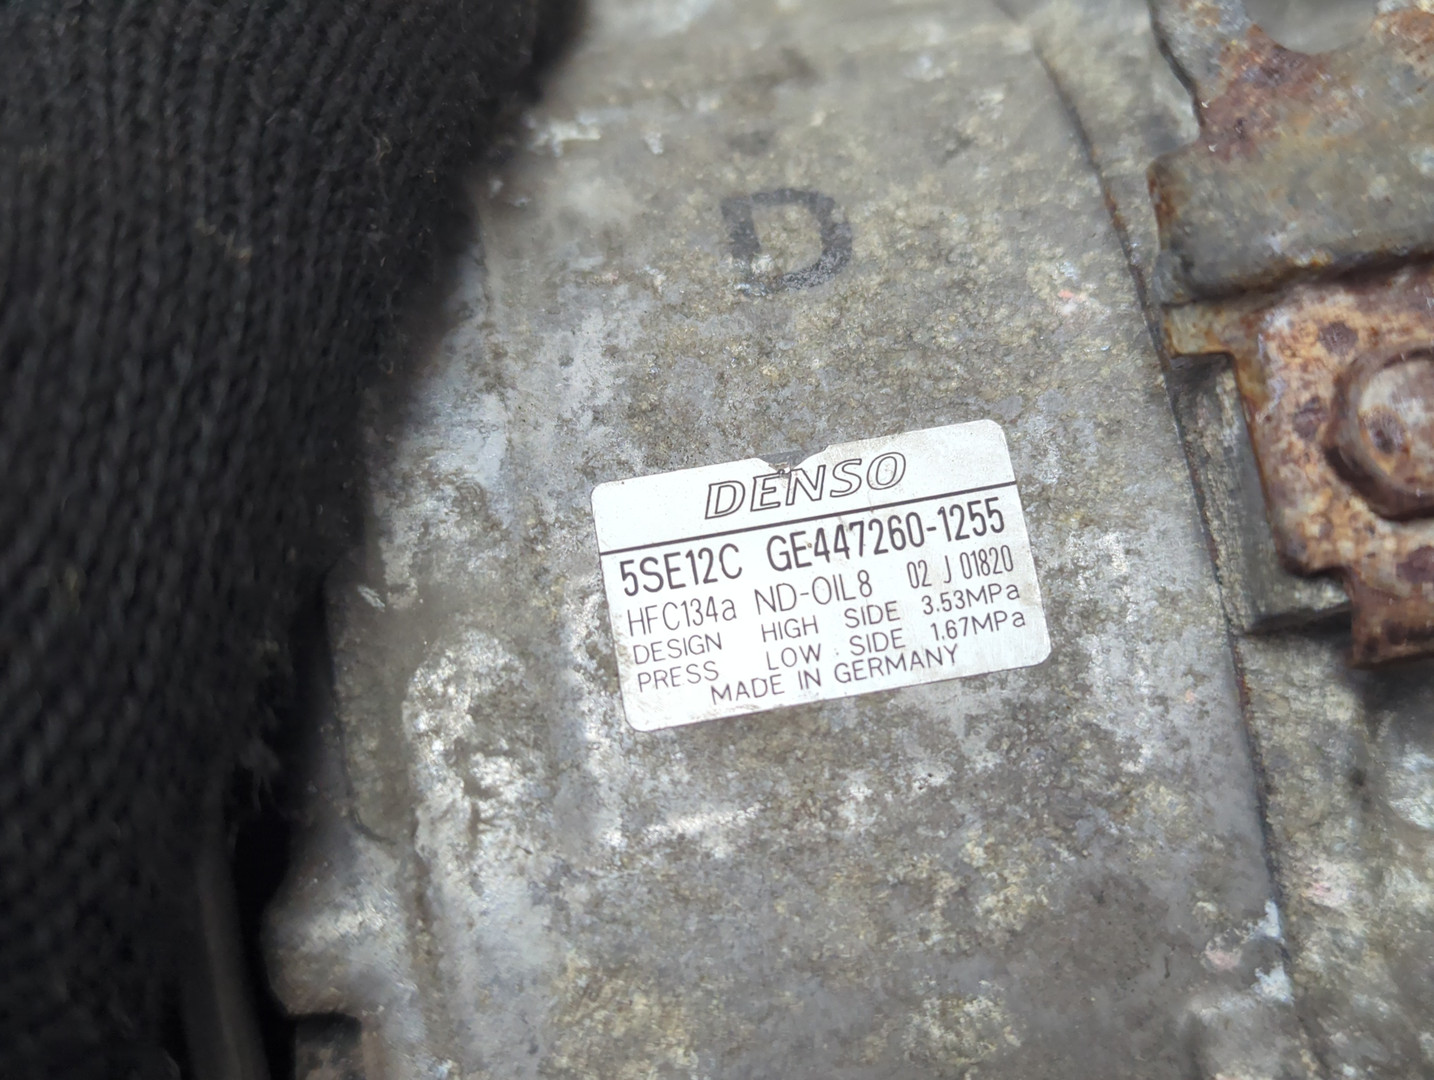 D
DENSO
5SE12C GE447260-1255
HFC134a ND-OIL8 02 J 01820
DESIGN HIGH SIDE 3.53MPa
PRESS LOW SIDE 1.67MPa
MADE IN GERMANY